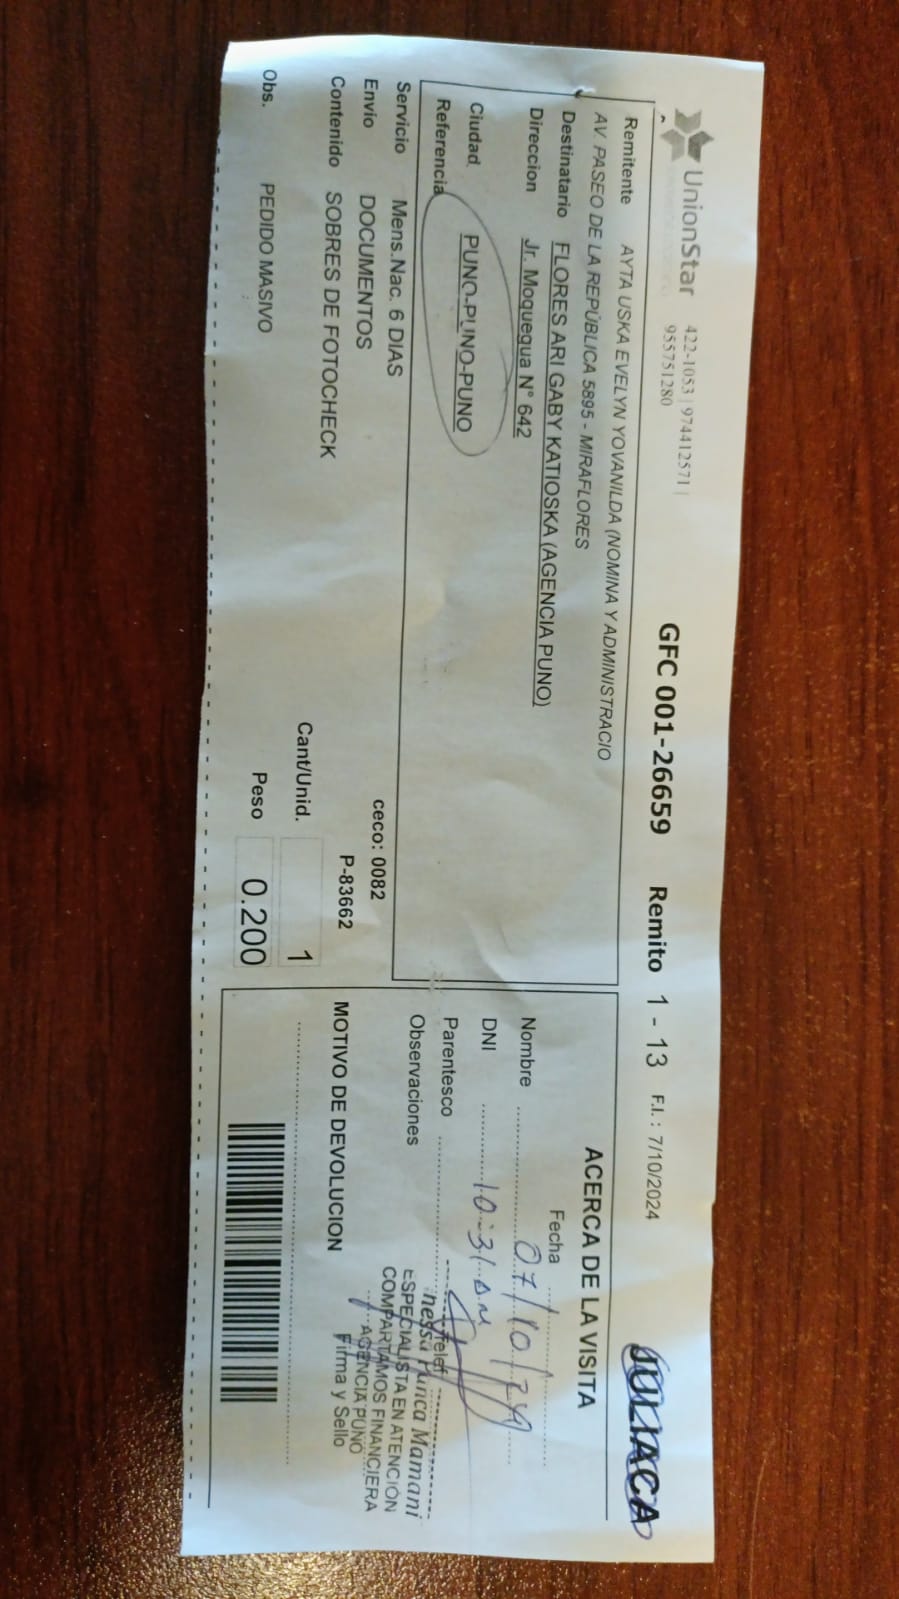 UnionStar 422-1053 | 974412571 |
955751280
GFC 001-26659 Remito 1 - 13 F.I. : 7/10/2024 JULIACA
Remitente AYTA USKA EVELYN YOVANILDA (NOMINA Y ADMINISTRACIO
AV. PASEO DE LA REPÚBLICA 5895 - MIRAFLORES
Destinatario FLORES ARI GABY KATIOSKA (AGENCIA PUNO)
Direccion Jr. Moquegua N° 642
Ciudad PUNO-PUNO-PUNO
Referencia
Servicio Mens.Nac. 6 DIAS
Envio DOCUMENTOS
ceco: 0082
Contenido SOBRES DE FOTOCHECK
P-83662
Cant/Unid. 1
Obs. PEDIDO MASIVO
Peso 0.200
ACERCA DE LA VISITA
Fecha
Nombre 07/10/24
DNI 10:31 am
Parentesco Telef
Observaciones
Mamani
ESPECIALISTA EN ATENCIÓN
COMPARTAMOS FINANCIERA
AGENCIA PUNO
Firma y Sello
MOTIVO DE DEVOLUCION